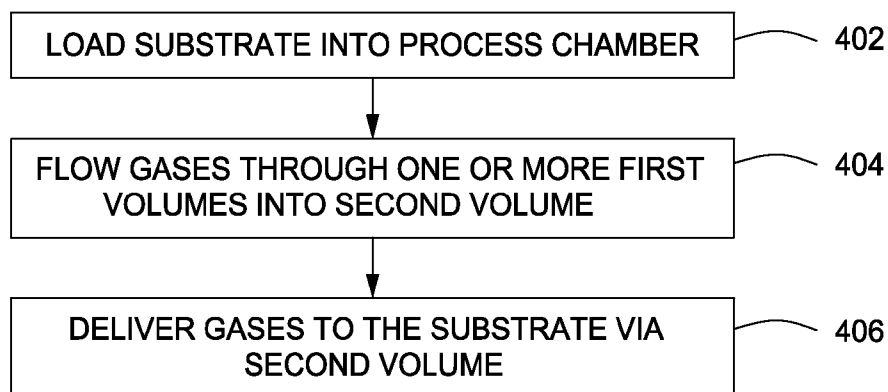 LOAD SUBSTRATE INTO PROCESS CHAMBER
402
FLOW GASES THROUGH ONE OR MORE FIRST
VOLUMES INTO SECOND VOLUME
404
DELIVER GASES TO THE SUBSTRATE VIA
SECOND VOLUME
406